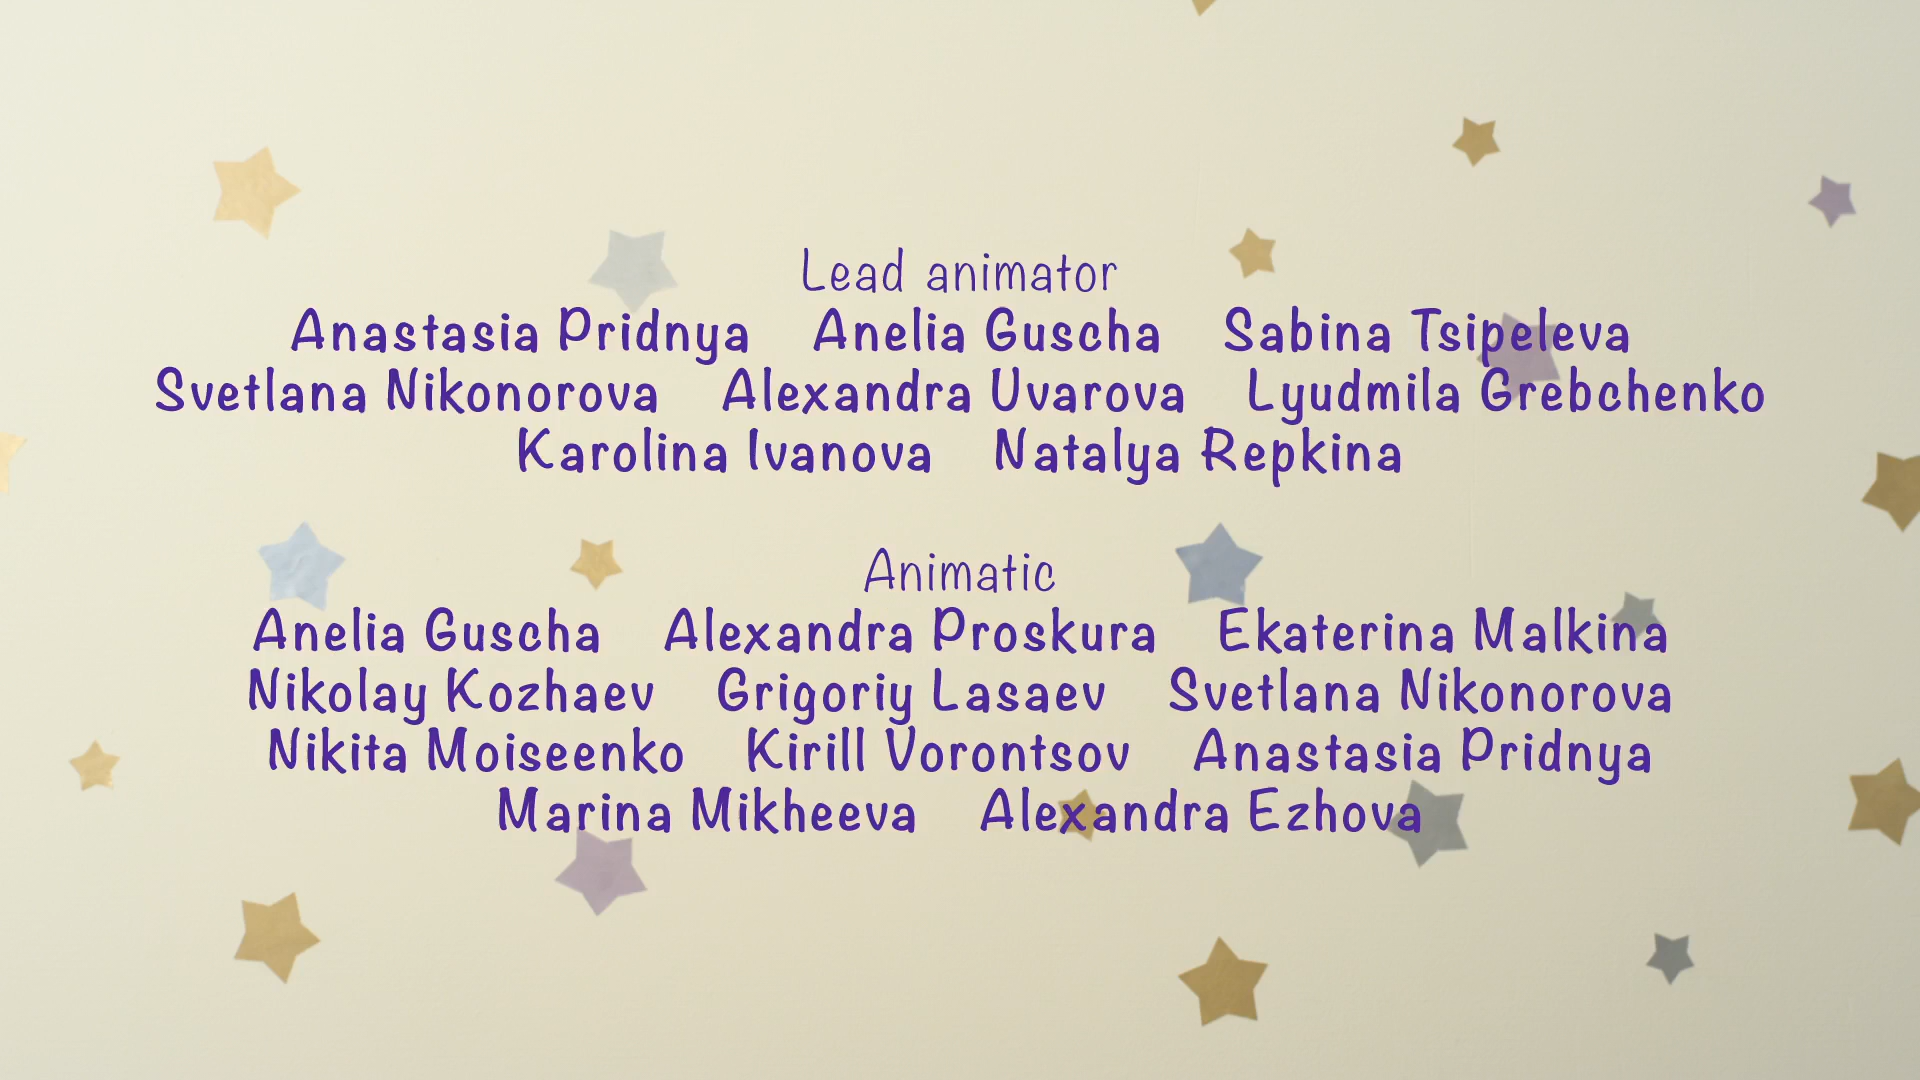 Lead animator
Anastasia Pridnya Anelia Guscha Sabina Tsipeleva
Svetlana Nikonorova Alexandra Uvarova Lyudmila Grebchenko
Karolina Ivanova Natalya Repkina
Animatic
Anelia Guscha Alexandra Proskura Ekaterina Malkina
Nikolay Kozhaev Grigoriy Lasaev Svetlana Nikonorova
Nikita Moiseenko Kirill Vorontsov Anastasia Pridnya
Marina Mikheeva Alexandra Ezhova